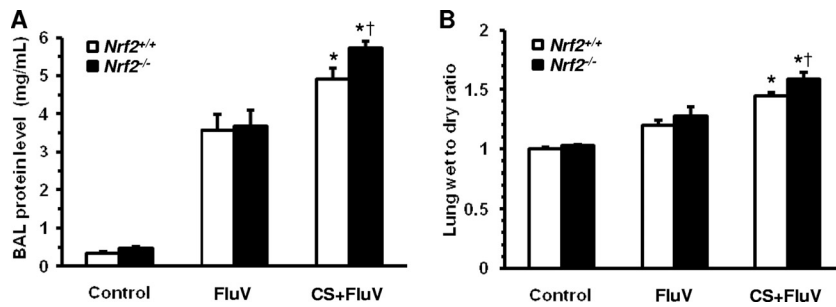 A
BAL protein level (mg/mL)
6
5
4
3
2
1
0
Nrf2+/+
Nrf2-/-
*
*†
Control
FluV
CS+FluV
B
Lung wet to dry ratio
2
1.5
1
0.5
0
Nrf2+/+
Nrf2-/-
*
*†
Control
FluV
CS+FluV